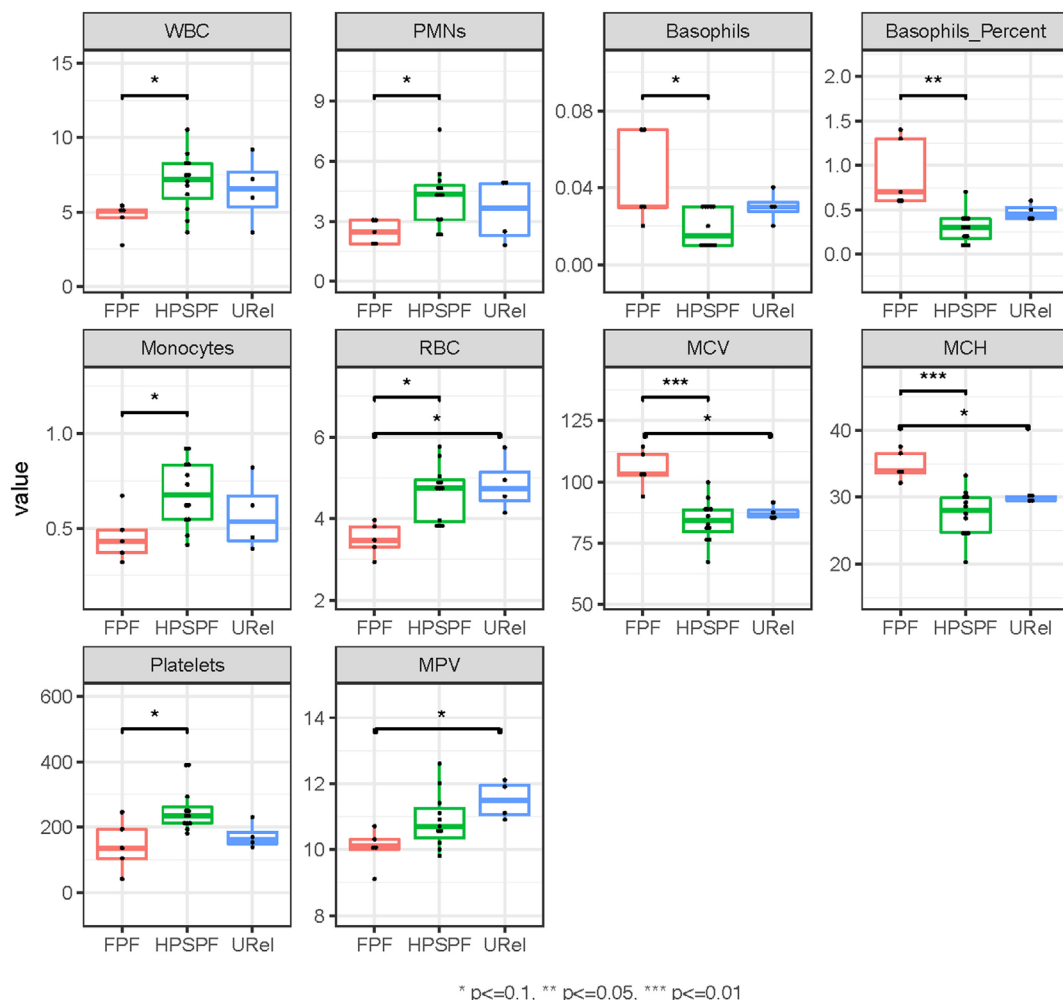 WBC PMNs Basophils Basophils_Percent
15 * 9 * 0.08 * 2.0 **
10 6 1.5
5 3 0.04 1.0
0 0 0.00 0.5
0.0
FPF HPSPF URel FPF HPSPF URel FPF HPSPF URel FPF HPSPF URel
Monocytes RBC MCV MCH
* * *** ***
* * *
1.0 6 125 40
0.5 4 100 30
2 75 20
50
FPF HPSPF URel FPF HPSPF URel FPF HPSPF URel FPF HPSPF URel
value
Platelets MPV
600 * 14 *
400 12
200 10
0 8
FPF HPSPF URel FPF HPSPF URel
* p<=0.1, ** p<=0.05, *** p<=0.01